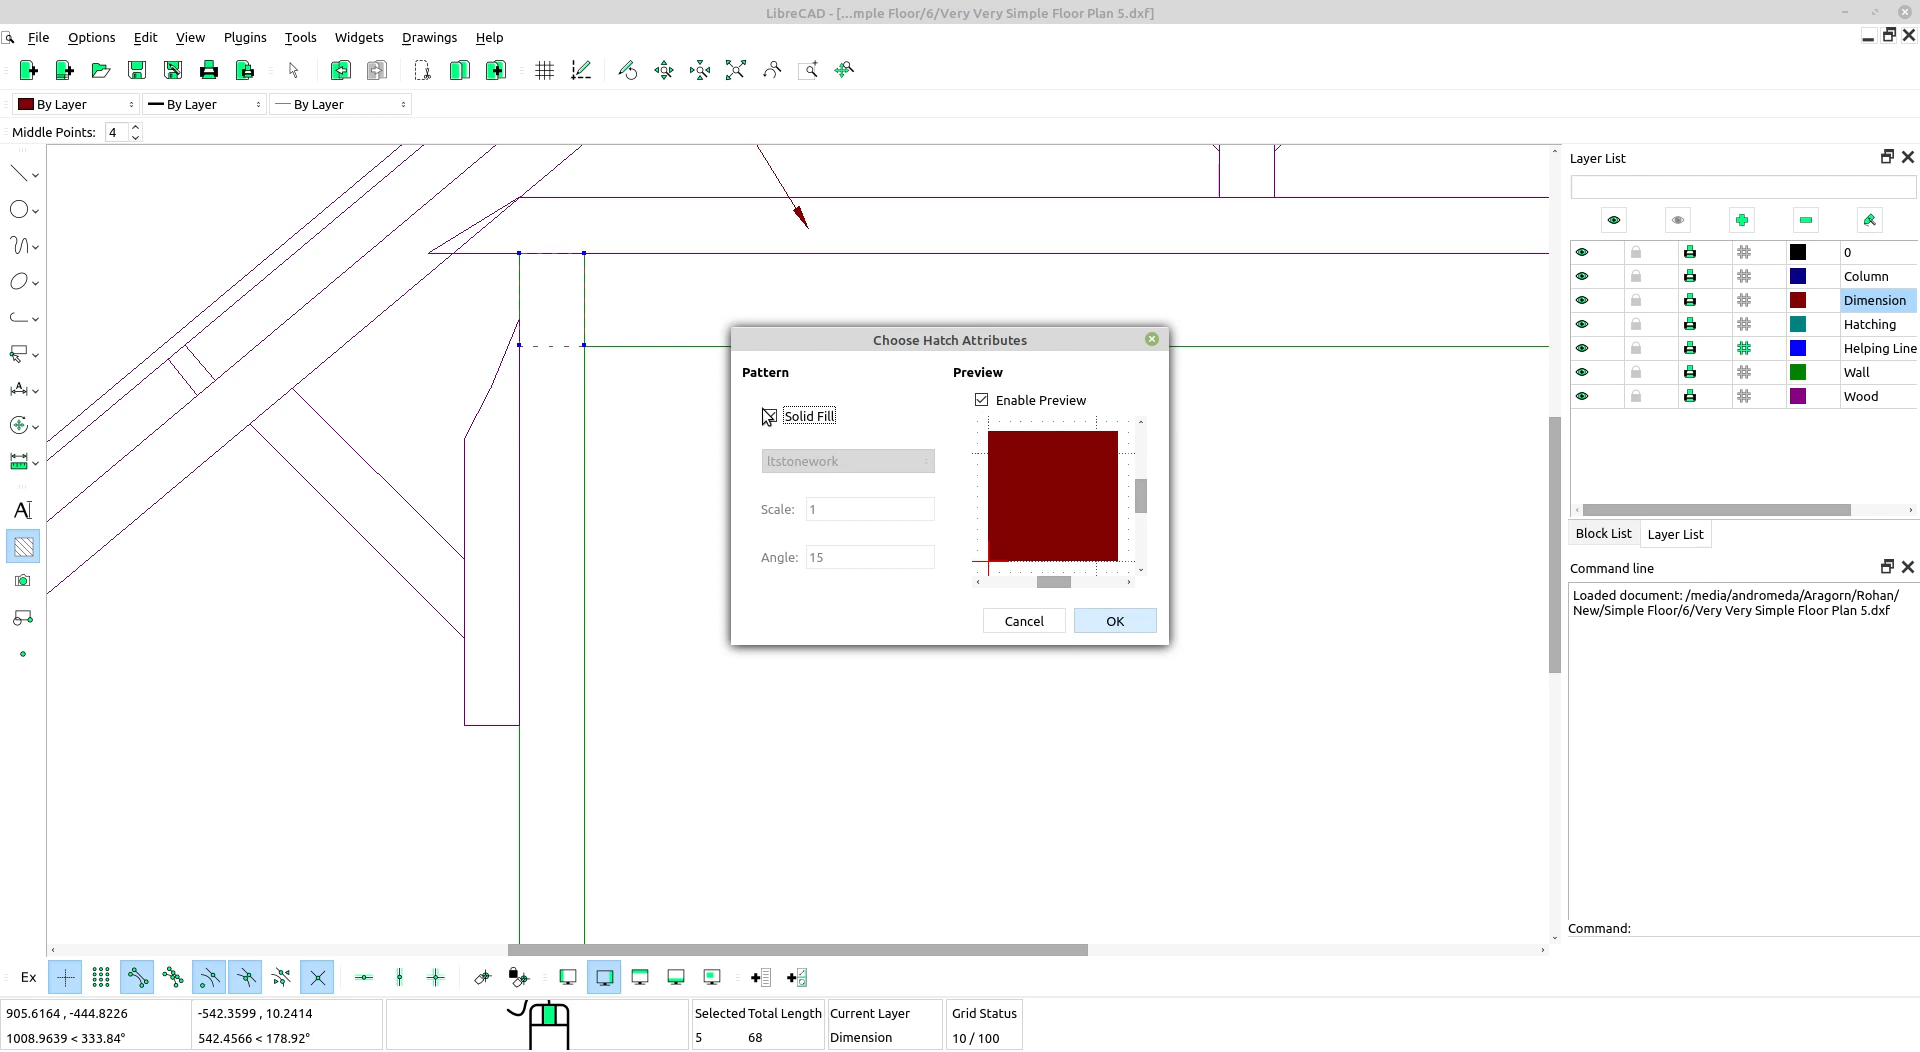 LibreCAD - [...mple Floor/6/Very Very Simple Floor Plan 5.dxf]
File Options Edit View Plugins Tools Widgets Drawings Help
By Layer By Layer By Layer
Middle Points: 4
Layer List
0
Column
Dimension
Hatching
Helping Line
Wall
Wood
Block List Layer List
Choose Hatch Attributes
Pattern Preview
Enable Preview
Solid Fill
ltstonework
Scale: 1
Angle: 15
Cancel OK
Command line
Loaded document: /media/andromeda/Aragorn/Rohan/
New/Simple Floor/6/Very Very Simple Floor Plan 5.dxf
Command:
A
Ex
905.6164 , -444.8226
1008.9639 < 333.84°
-542.3599 , 10.2414
542.4566 < 178.92°
Selected Total Length
5 68
Current Layer
Dimension
Grid Status
10 / 100